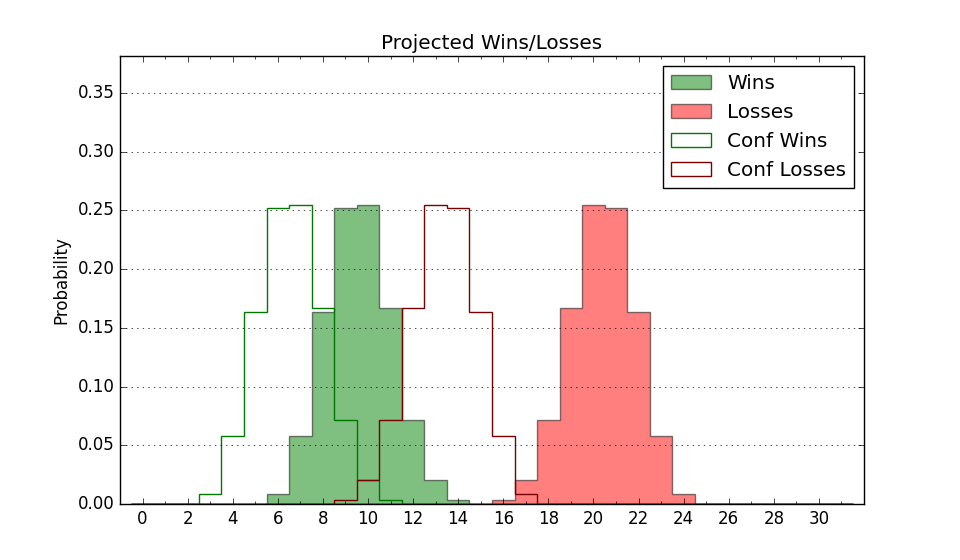 Projected Wins/Losses
Wins
Losses
Conf Wins
Conf Losses
Probability
0.35
0.30
0.25
0.20
0.15
0.10
0.05
0.00
0 2 4 6 8 10 12 14 16 18 20 22 24 26 28 30